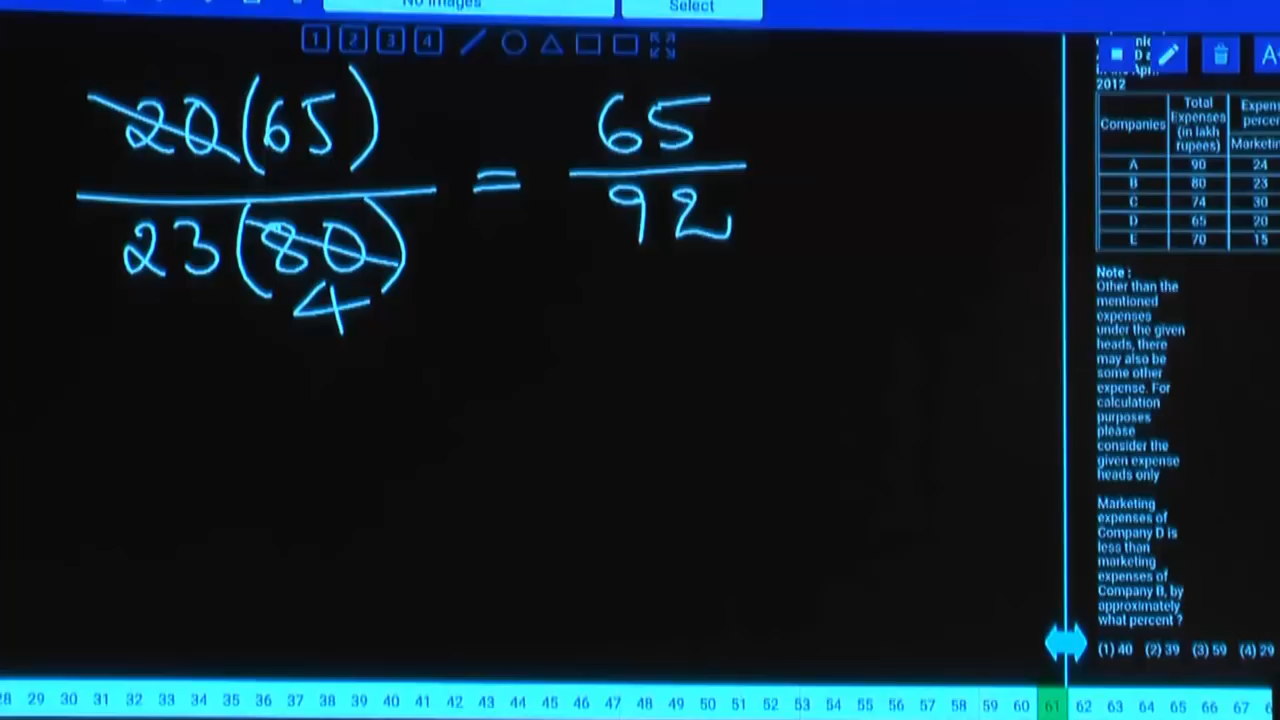 No images
Select
1 2 3 4
20(65) / 23(80) 4 = 65 / 92
2012
Companies Total Expenses (in lakh rupees) Marketing
A 90 24
B 80 23
C 74 30
D 65 20
E 70 15
Note :
Other than the
mentioned
expenses
under the given
heads, there
may also be
some other
expense. For
calculation
purposes
please
consider the
given expense
heads only
Marketing
expenses of
Company D is
less than
marketing
expenses of
Company B, by
approximately
what percent ?
(1) 40 (2) 39 (3) 59 (4) 29
28 29 30 31 32 33 34 35 36 37 38 39 40 41 42 43 44 45 46 47 48 49 50 51 52 53 54 55 56 57 58 59 60 61 62 63 64 65 66 67